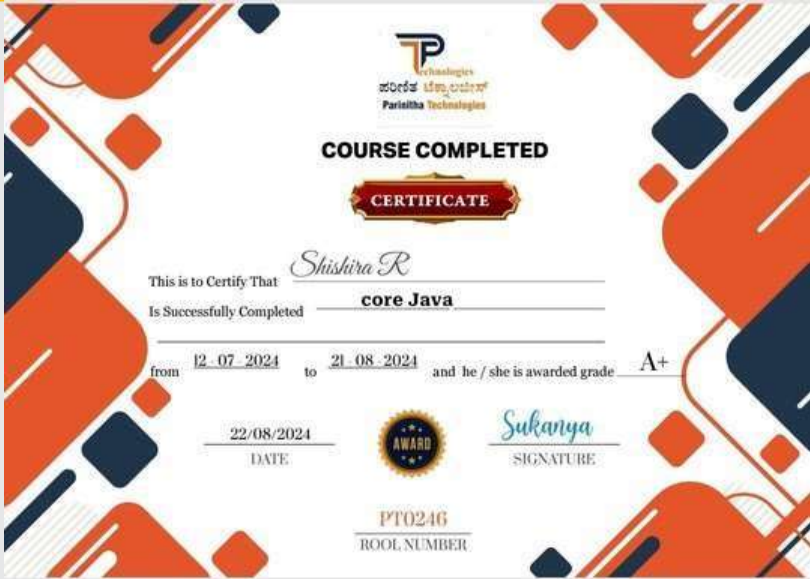 TP
Technologies
ಪರಿಣಿತ ಟೆಕ್ನಾಲಜೀಸ್
Parinitha Technologies
COURSE COMPLETED
CERTIFICATE
This is to Certify That Shishira R
Is Successfully Completed core Java
from 12 - 07 - 2024 to 21 - 08 - 2024 and he / she is awarded grade A+
22/08/2024
DATE
AWARD
Sukanya
SIGNATURE
PT0246
ROOL NUMBER